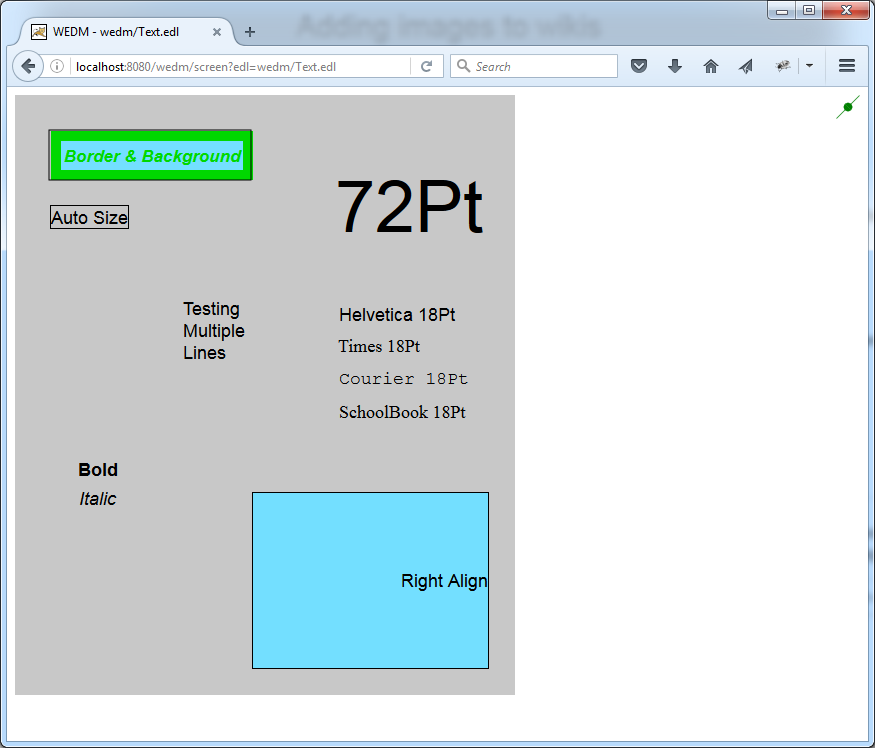 Adding images to wikis
WEDM - wedm/Text.edl
localhost:8080/wedm/screen?edl=wedm/Text.edl
Search
Border & Background
72Pt
Auto Size
Testing
Multiple
Lines
Helvetica 18Pt
Times 18Pt
Courier 18Pt
SchoolBook 18Pt
Bold
Italic
Right Align